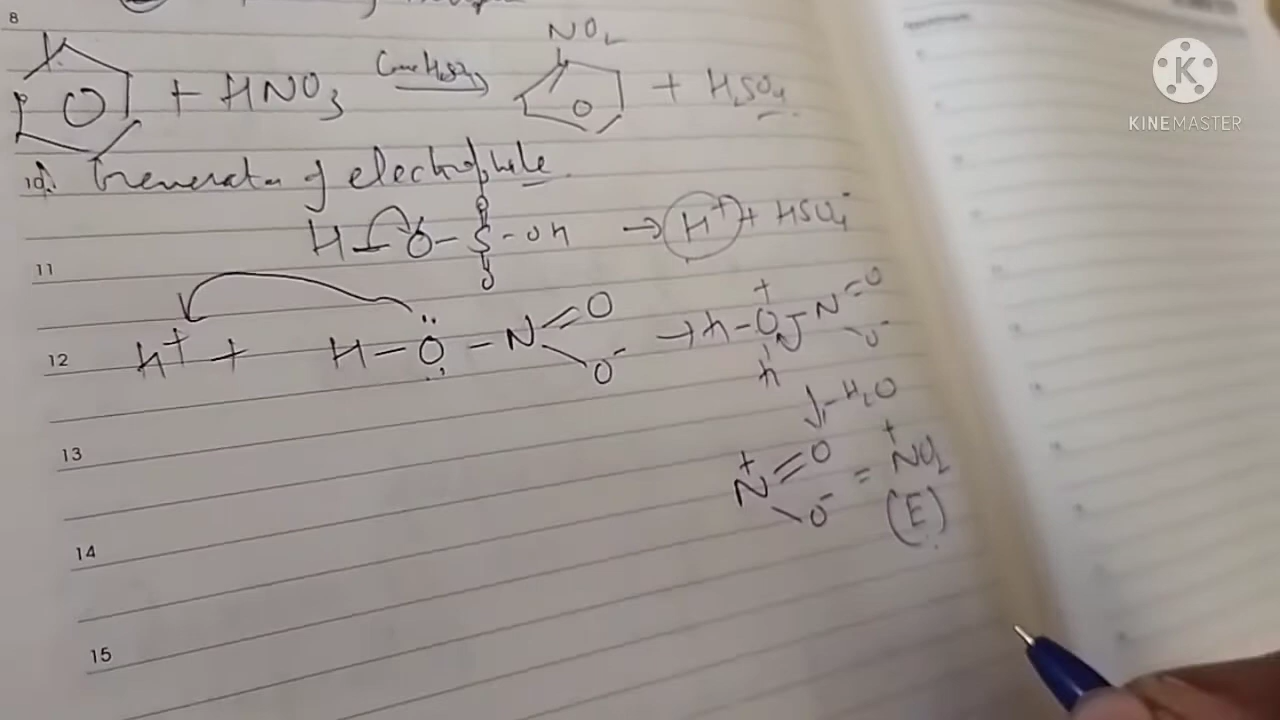 8
NO2
+ HNO3 Conc H2SO4 → + H2SO4
KINEMASTER
10 Generation of electrophile
O
H-O-S-OH → H+ + HSO4-
O
11
12 H+ + H-O-N=O → H-O-N=O
O- H O-
↓-H2O
13
N=O = NO2
O- (E)
14
15